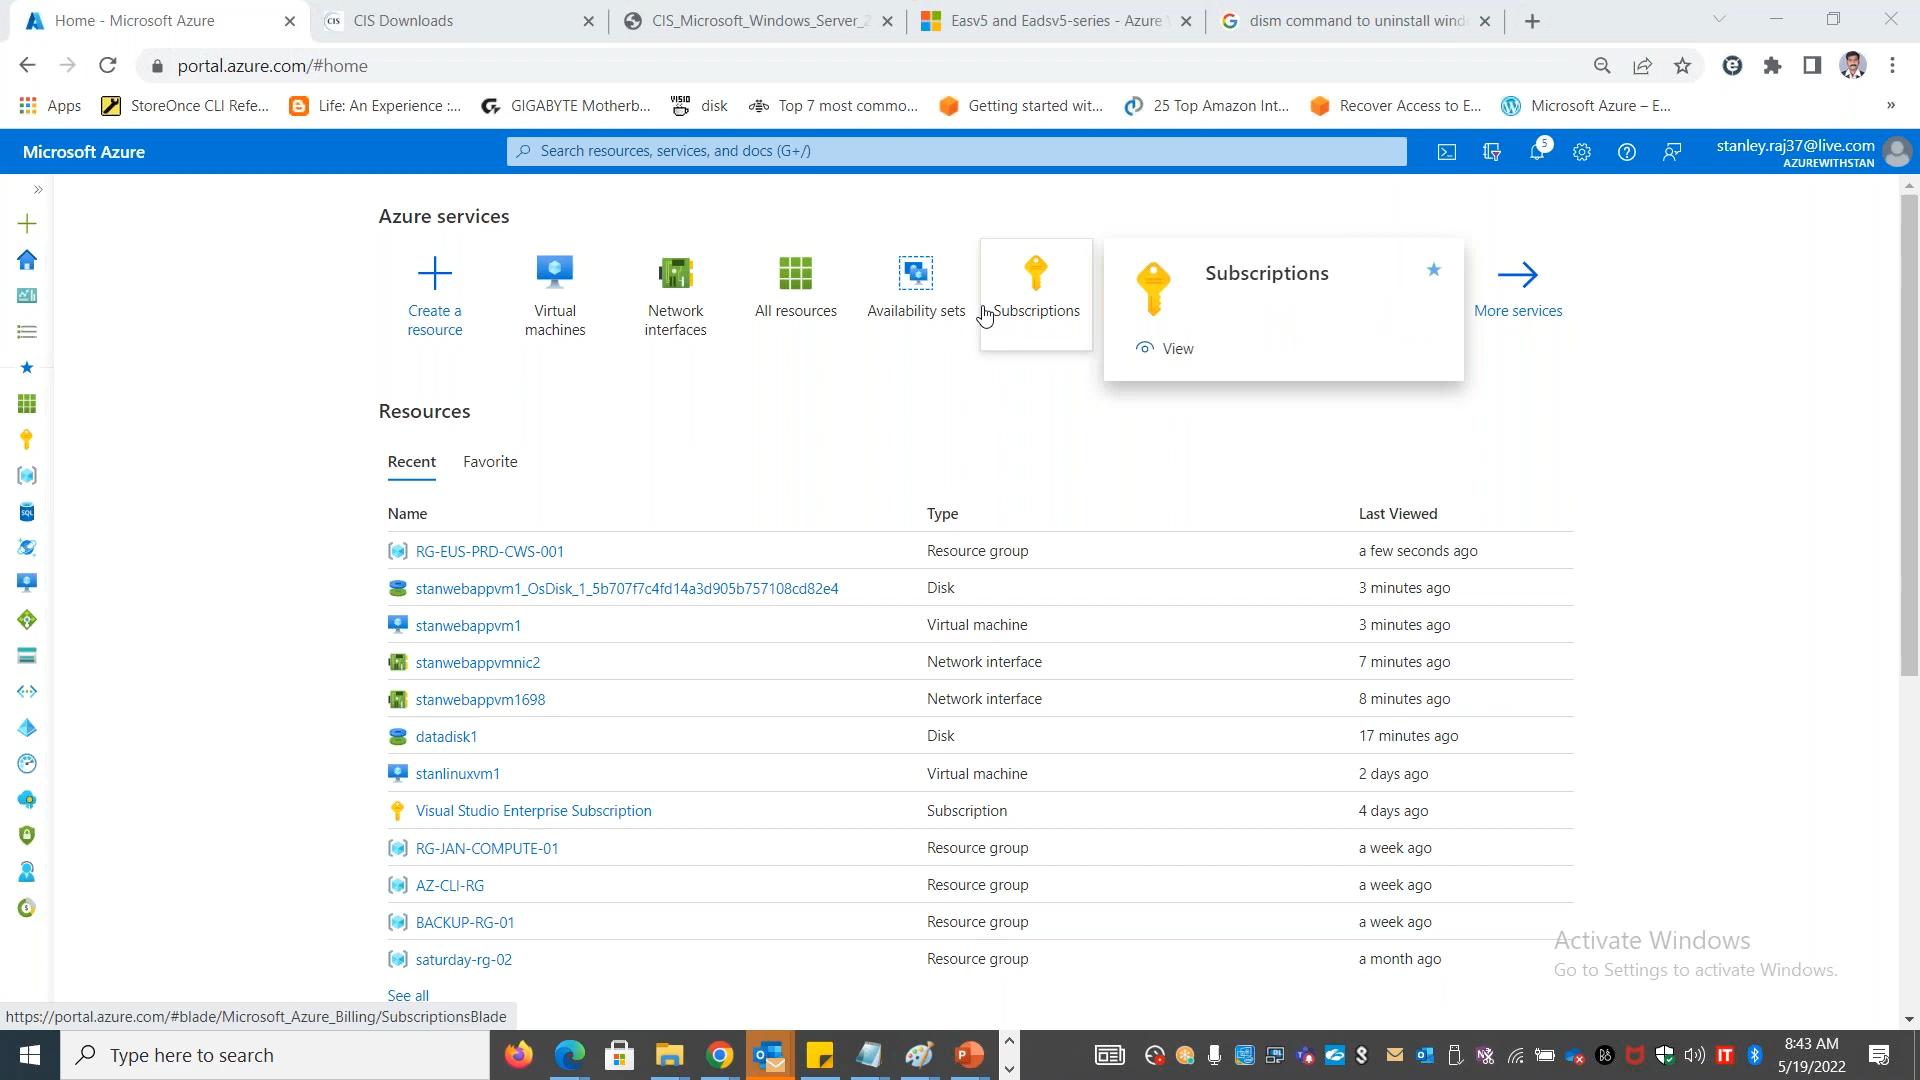 Home - Microsoft Azure
CIS CIS Downloads
CIS_Microsoft_Windows_Server_2
Easv5 and Eadsv5-series - Azure V
dism command to uninstall wind
portal.azure.com/#home
Apps
StoreOnce CLI Refe...
Life: An Experience :...
GIGABYTE Motherb...
VISIO
disk
Top 7 most commo...
Getting started wit...
25 Top Amazon Int...
Recover Access to E...
Microsoft Azure – E...
»
Microsoft Azure
Search resources, services, and docs (G+/)
5
stanley.raj37@live.com
AZUREWITHSTAN
Azure services
Create a
resource
Virtual
machines
Network
interfaces
All resources
Availability sets
Subscriptions
Subscriptions
View
More services
Resources
Recent
Favorite
Name Type Last Viewed
RG-EUS-PRD-CWS-001 Resource group a few seconds ago
stanwebappvm1_OsDisk_1_5b707f7c4fd14a3d905b757108cd82e4 Disk 3 minutes ago
stanwebappvm1 Virtual machine 3 minutes ago
stanwebappvmnic2 Network interface 7 minutes ago
stanwebappvm1698 Network interface 8 minutes ago
datadisk1 Disk 17 minutes ago
stanlinuxvm1 Virtual machine 2 days ago
Visual Studio Enterprise Subscription Subscription 4 days ago
RG-JAN-COMPUTE-01 Resource group a week ago
AZ-CLI-RG Resource group a week ago
BACKUP-RG-01 Resource group a week ago
saturday-rg-02 Resource group a month ago
See all
SQL
Activate Windows
Go to Settings to activate Windows.
https://portal.azure.com/#blade/Microsoft_Azure_Billing/SubscriptionsBlade
Type here to search
8:43 AM
5/19/2022